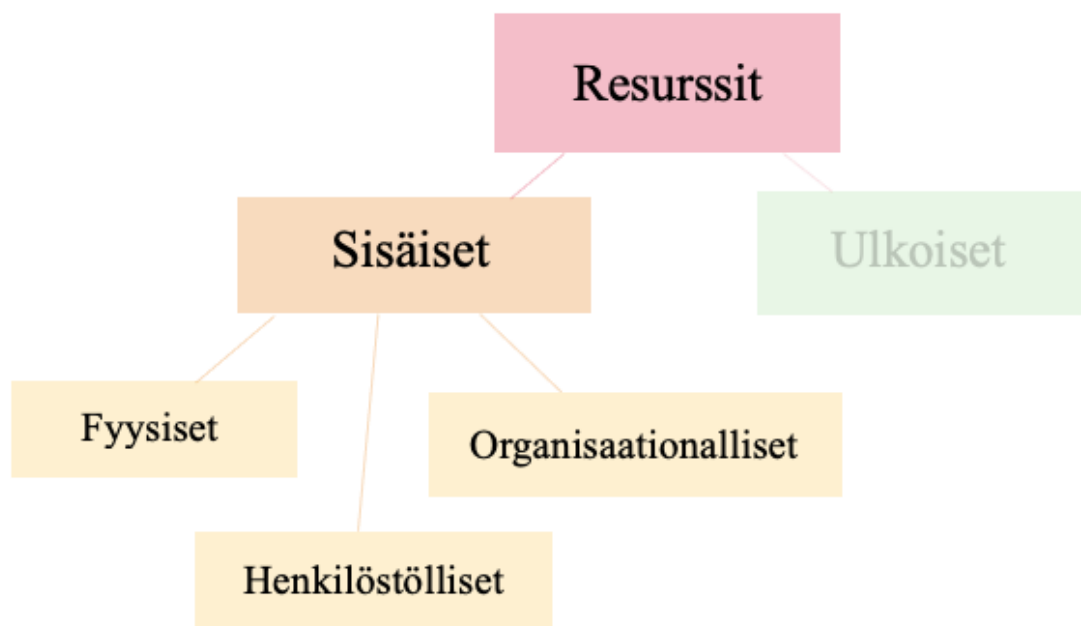 Resurssit
Sisäiset
Ulkoiset
Fyysiset
Organisaationalliset
Henkilöstölliset